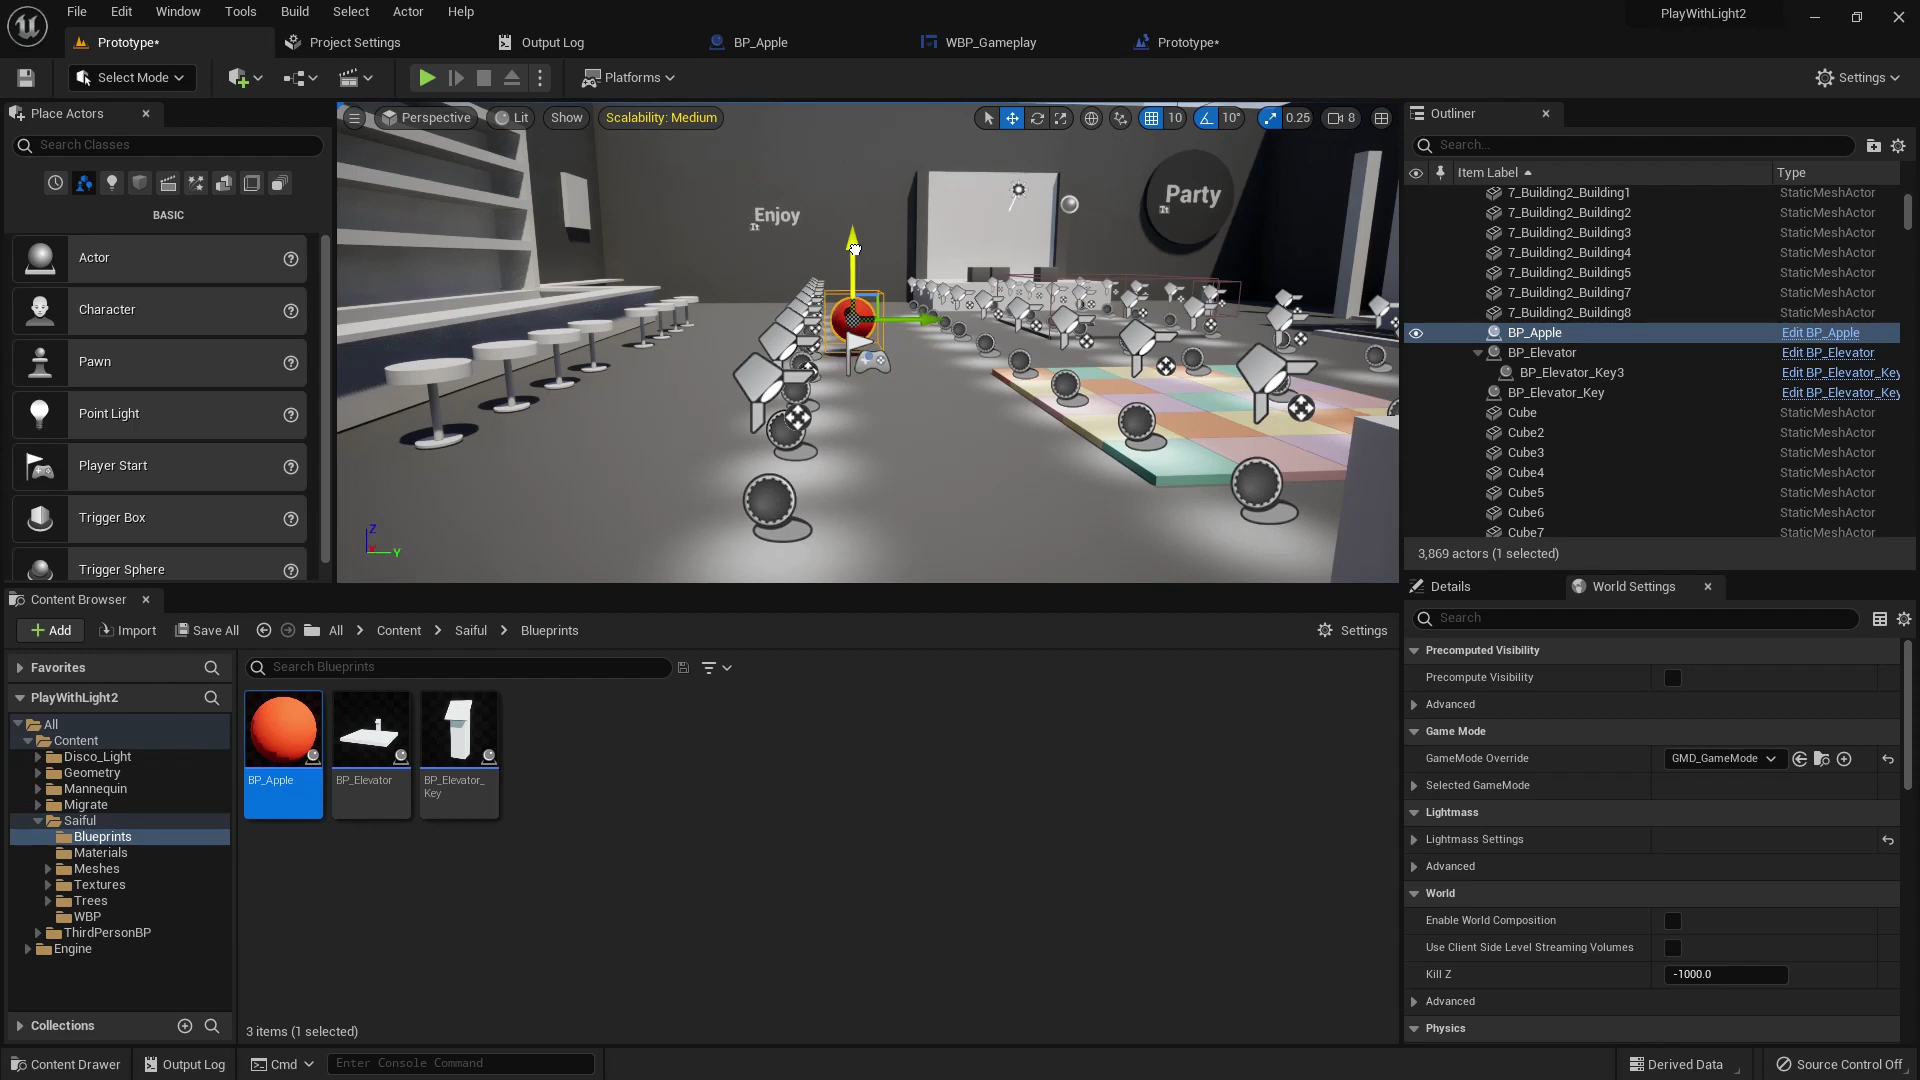 File Edit Window Tools Build Select Actor Help
PlayWithLight2
Prototype* Project Settings Output Log BP_Apple WBP_Gameplay Prototype*
Select Mode Platforms Settings
Place Actors
Search Classes
BASIC
Actor
Character
Pawn
Point Light
Player Start
Trigger Box
Trigger Sphere
Perspective Lit Show Scalability: Medium 10 10° 0.25 8
Enjoy
Tt
Party
Tt
Z
Y
Outliner
Search...
Item Label Type
7_Building2_Building1 StaticMeshActor
7_Building2_Building2 StaticMeshActor
7_Building2_Building3 StaticMeshActor
7_Building2_Building4 StaticMeshActor
7_Building2_Building5 StaticMeshActor
7_Building2_Building7 StaticMeshActor
7_Building2_Building8 StaticMeshActor
BP_Apple Edit BP_Apple
BP_Elevator Edit BP_Elevator
BP_Elevator_Key3 Edit BP_Elevator_Key
BP_Elevator_Key Edit BP_Elevator_Key
Cube StaticMeshActor
Cube2 StaticMeshActor
Cube3 StaticMeshActor
Cube4 StaticMeshActor
Cube5 StaticMeshActor
Cube6 StaticMeshActor
Cube7 StaticMeshActor
3,869 actors (1 selected)
Content Browser
Add Import Save All All Content Saiful Blueprints Settings
Favorites
PlayWithLight2
All
Content
Disco_Light
Geometry
Mannequin
Migrate
Saiful
Blueprints
Materials
Meshes
Textures
Trees
WBP
ThirdPersonBP
Engine
Collections
Search Blueprints
BP_Apple
BP_Elevator
BP_Elevator_
Key
3 items (1 selected)
Details World Settings
Search
Precomputed Visibility
Precompute Visibility
Advanced
Game Mode
GameMode Override GMD_GameMode
Selected GameMode
Lightmass
Lightmass Settings
Advanced
World
Enable World Composition
Use Client Side Level Streaming Volumes
Kill Z -1000.0
Advanced
Physics
Content Drawer Output Log Cmd Enter Console Command Derived Data Source Control Off